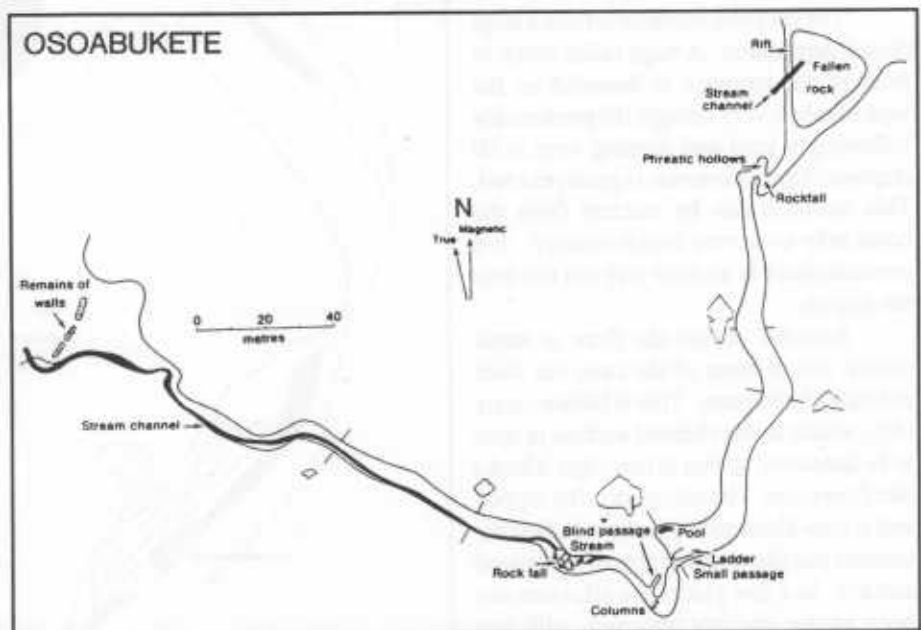 OSOABUKETE
Rift
Fallen
rock
Stream
channel
Phreatic hollows
Rockfall
N
Magnetic
True
Remains of
walls
0 20 40
metres
Stream channel
Blind passage
Pool
Stream
Ladder
Rock fall
Small passage
Columns